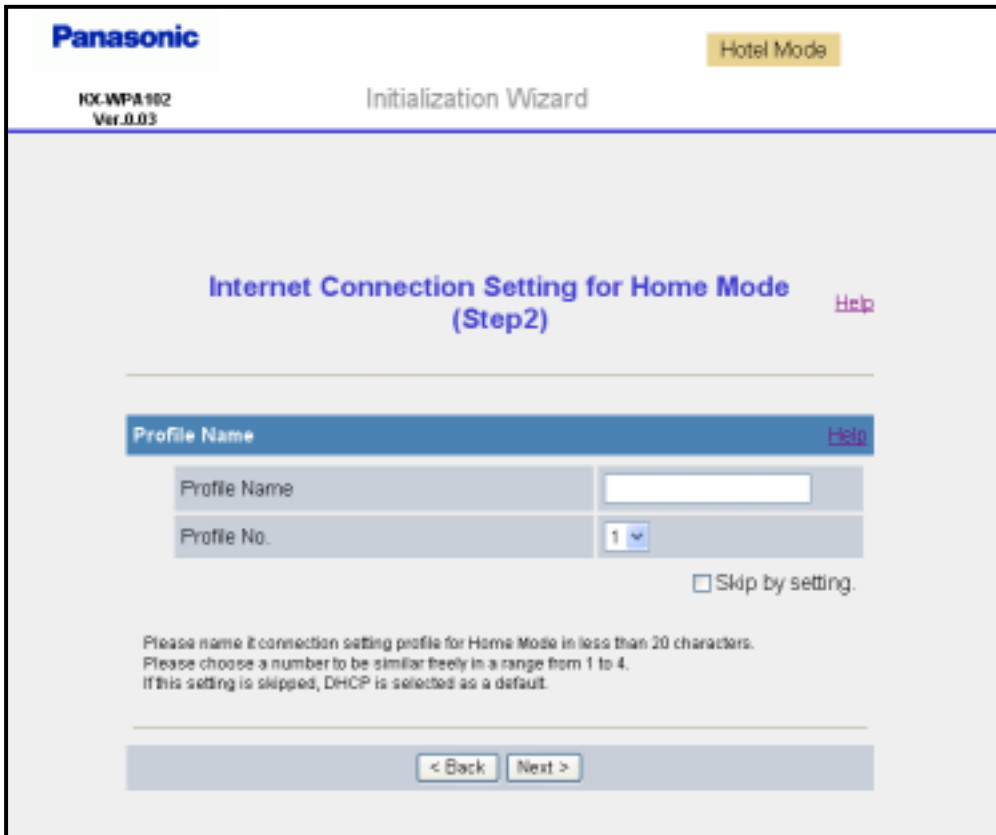 Panasonic
Hotel Mode
KX-WPA102
Ver.0.03
Initialization Wizard
Internet Connection Setting for Home Mode
(Step2)
Help
Profile Name
Help
Profile Name
Profile No.
1
Skip by setting.
Please name it connection setting profile for Home Mode in less than 20 characters.
Please choose a number to be similar freely in a range from 1 to 4.
If this setting is skipped, DHCP is selected as a default.
< Back
Next >